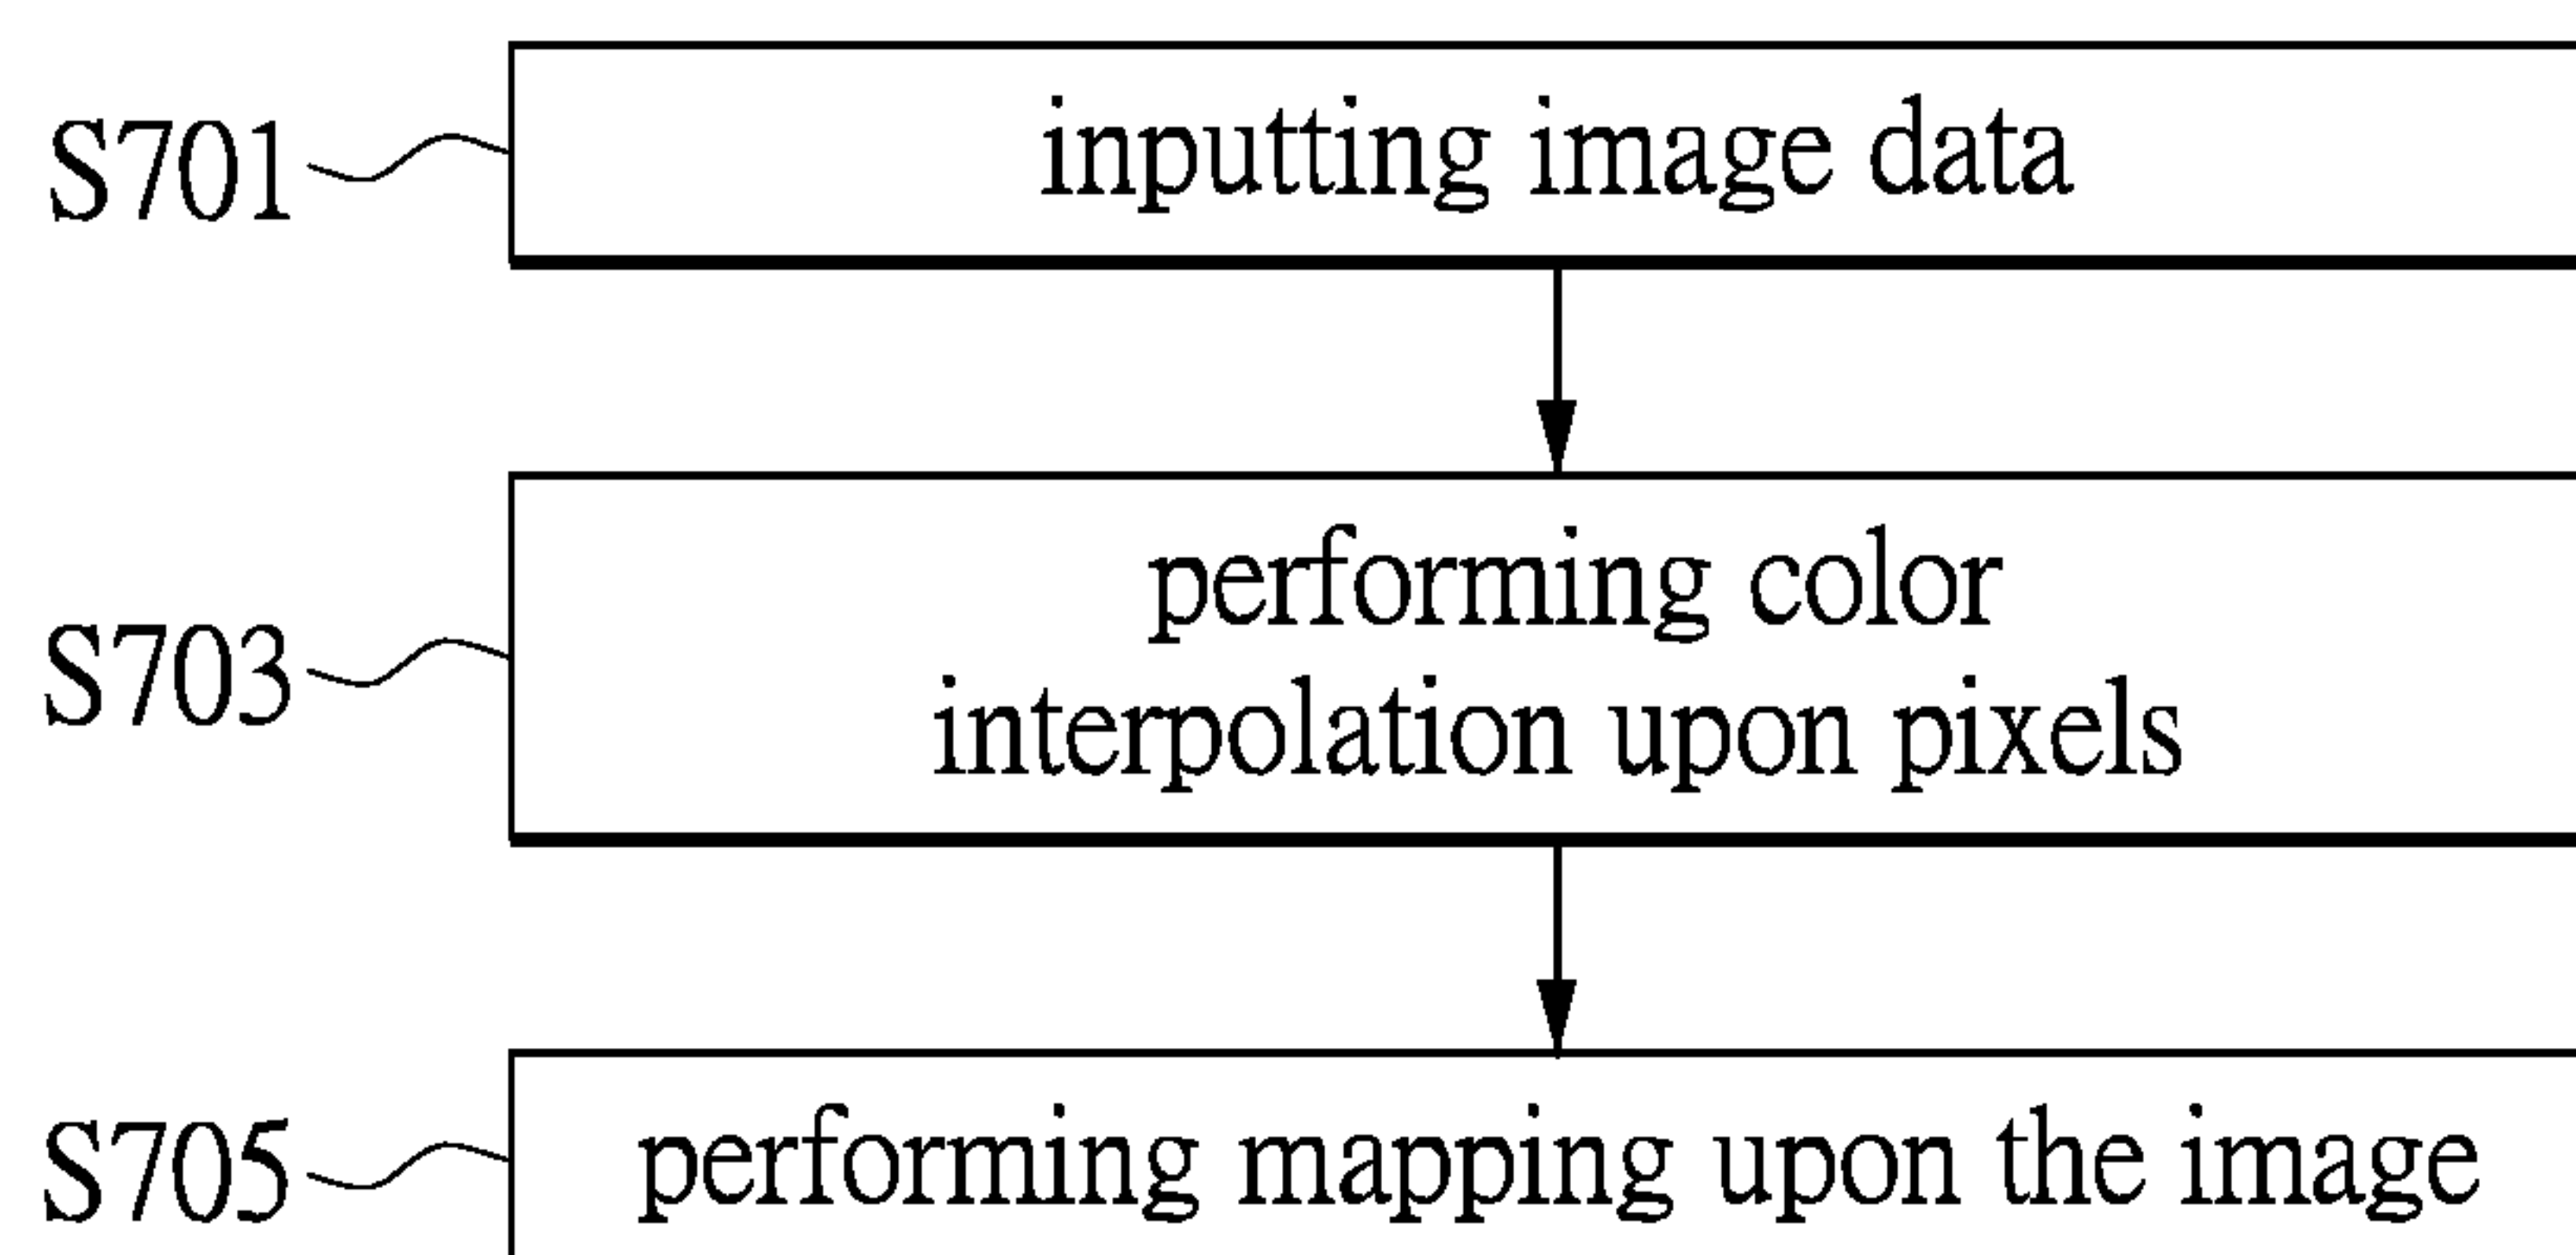 S701
inputting image data
S703
performing color
interpolation upon pixels
S705
performing mapping upon the image